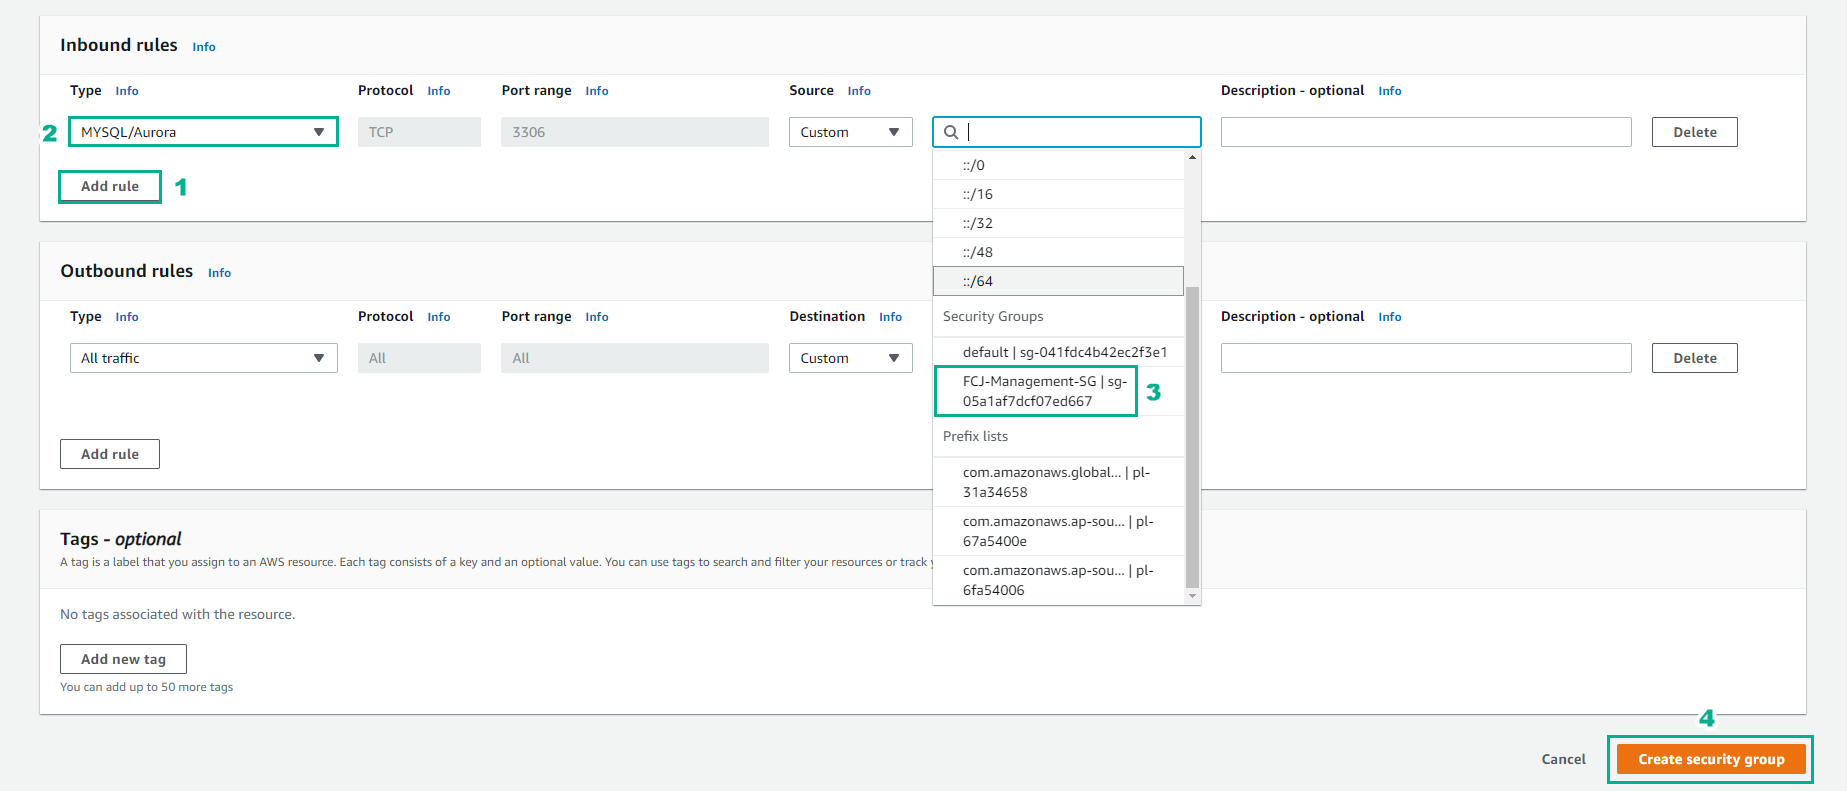 Inbound rules Info
Type Info Protocol Info Port range Info Source Info Description - optional Info
2 MYSQL/Aurora TCP 3306 Custom Delete
::/0
::/16
::/32
::/48
::/64
Security Groups
default | sg-041fdc4b42ec2f3e1
FCJ-Management-SG | sg-
05a1af7dcf07ed667
3
Prefix lists
com.amazonaws.global... | pl-
31a34658
com.amazonaws.ap-sou... | pl-
67a5400e
com.amazonaws.ap-sou... | pl-
6fa54006
Add rule 1
Outbound rules Info
Type Info Protocol Info Port range Info Destination Info Description - optional Info
All traffic All All Custom Delete
Add rule
Tags - optional
A tag is a label that you assign to an AWS resource. Each tag consists of a key and an optional value. You can use tags to search and filter your resources or track
No tags associated with the resource.
Add new tag
You can add up to 50 more tags
4
Cancel Create security group